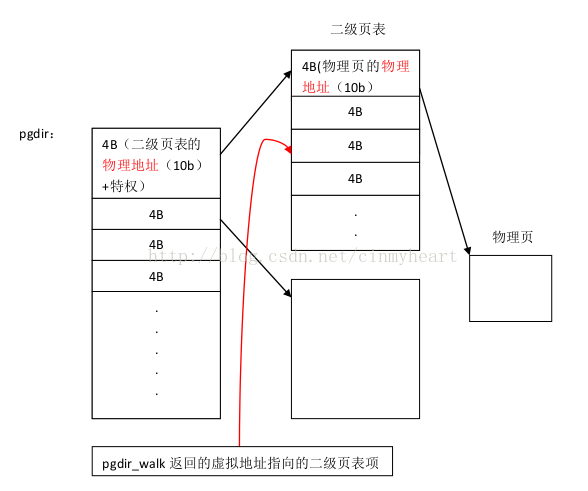 二级页表
4B(物理页的物理
地址（10b）
4B
4B
4B
.
.
pgdir：
4B（二级页表的
物理地址（10b）
+特权）
4B
4B
4B
.
.
.
.
.
物理页
http://blog.csdn.net/cinmyheart
pgdir_walk 返回的虚拟地址指向的二级页表项